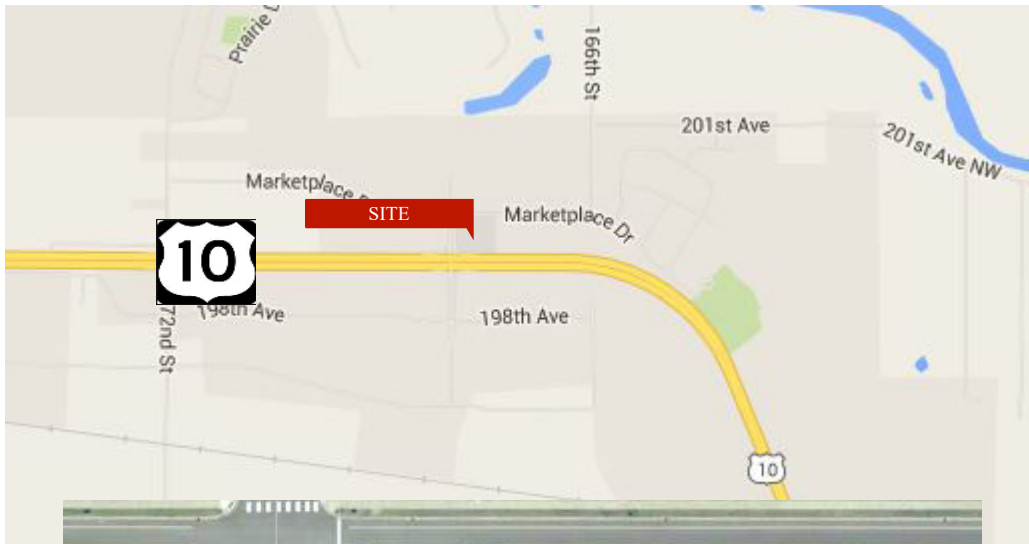 Prairie
166th St
201st Ave
201st Ave NW
Marketplace
SITE
Marketplace Dr
10
198th Ave
198th Ave
72nd St
10